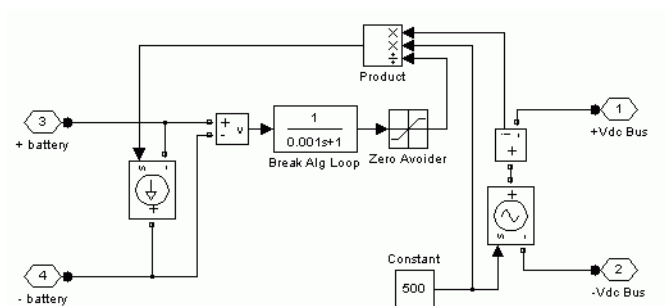 ×
×
÷
Product
3
+ battery
+
-
v
1
0.001s+1
Break Alg Loop
Zero Avoider
1
+Vdc Bus
- i
+
s
-
+
+
s
-
4
- battery
Constant
500
2
-Vdc Bus